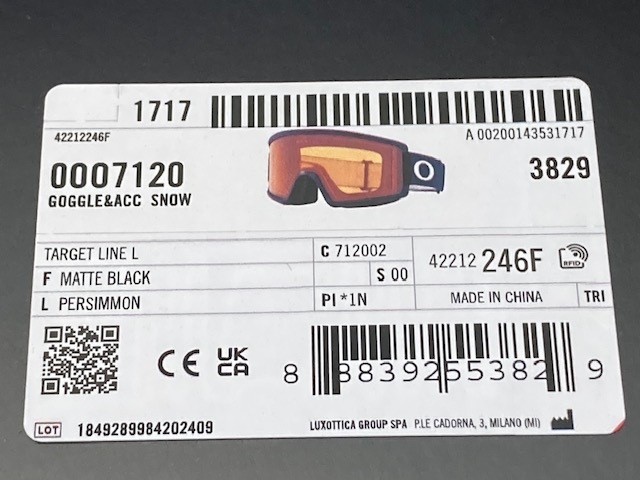 1717
42212246F
A 00200143531717
0007120
3829
GOGGLE&ACC SNOW
TARGET LINE L
C 712002
42212 246F
RFID
F MATTE BLACK
S 00
L PERSIMMON
PI *1N
MADE IN CHINA
TRI
CE
UK
CA
8 883925 55382 9
LOT 1849289984202409
LUXOTTICA GROUP SPA P.LE CADORNA, 3, MILANO (MI)